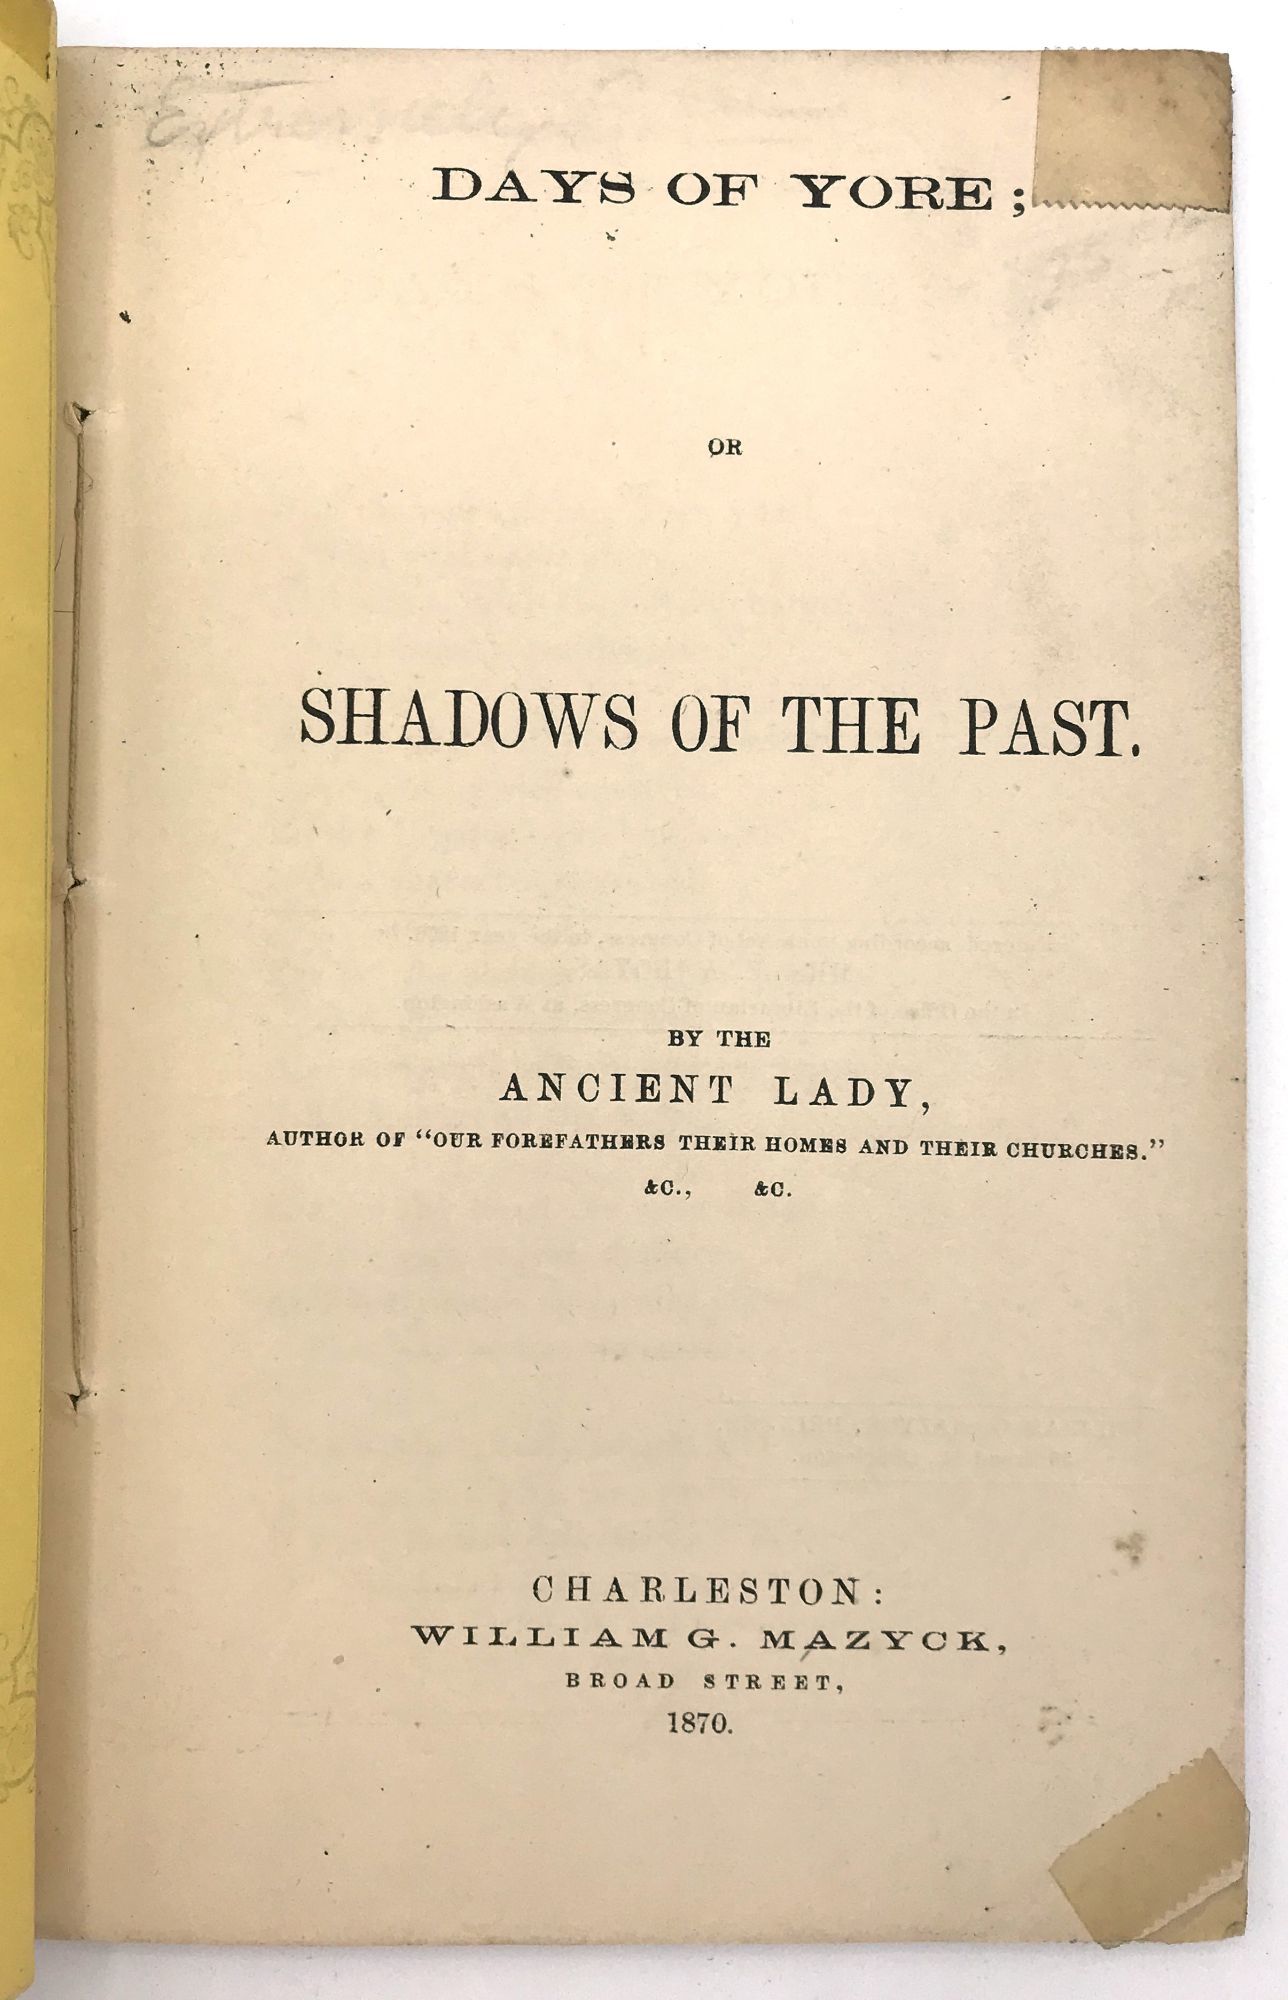 DAYS OF YORE;
OR
SHADOWS OF THE PAST.
BY THE
ANCIENT LADY,
AUTHOR OF "OUR FOREFATHERS THEIR HOMES AND THEIR CHURCHES."
&C., &C.
CHARLESTON:
WILLIAM G. MAZYCK,
BROAD STREET,
1870.